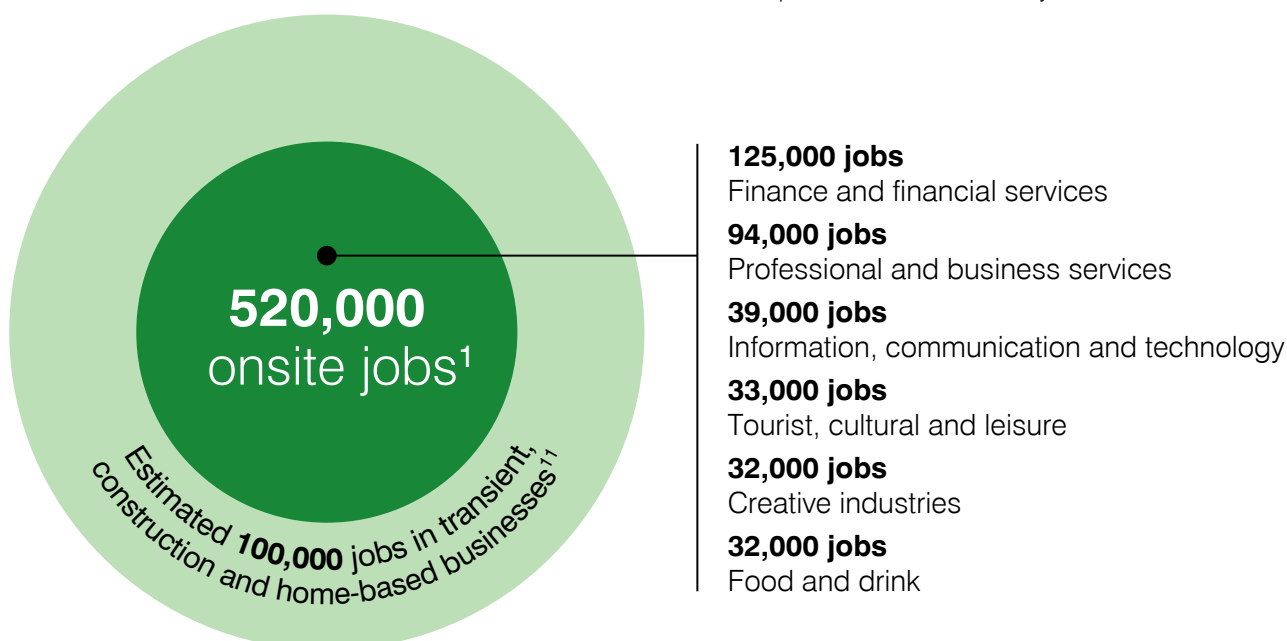 520,000
onsite jobs¹
Estimated 100,000 jobs in transient,
construction and home-based businesses¹¹
125,000 jobs
Finance and financial services
94,000 jobs
Professional and business services
39,000 jobs
Information, communication and technology
33,000 jobs
Tourist, cultural and leisure
32,000 jobs
Creative industries
32,000 jobs
Food and drink